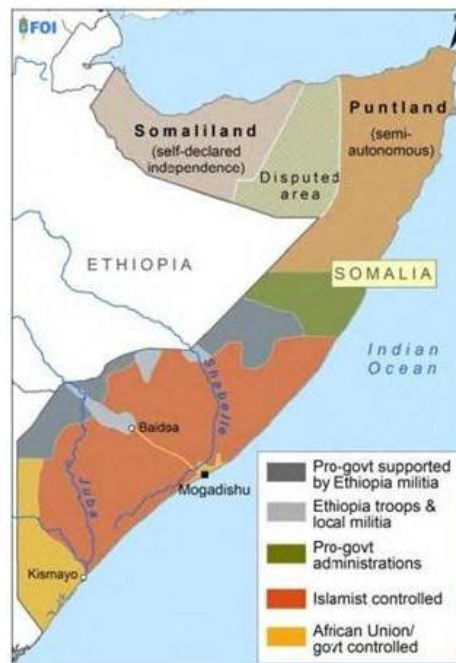 FOI
Somaliland
(self-declared
independence)
Puntland
(semi-
autonomous)
Disputed
area
ETHIOPIA
SOMALIA
Indian
Ocean
Shabelle
Baidoa
Juba
Mogadishu
Kismayo
Pro-govt supported
by Ethiopia militia
Ethiopia troops &
local militia
Pro-govt
administrations
Islamist controlled
African Union/
govt controlled